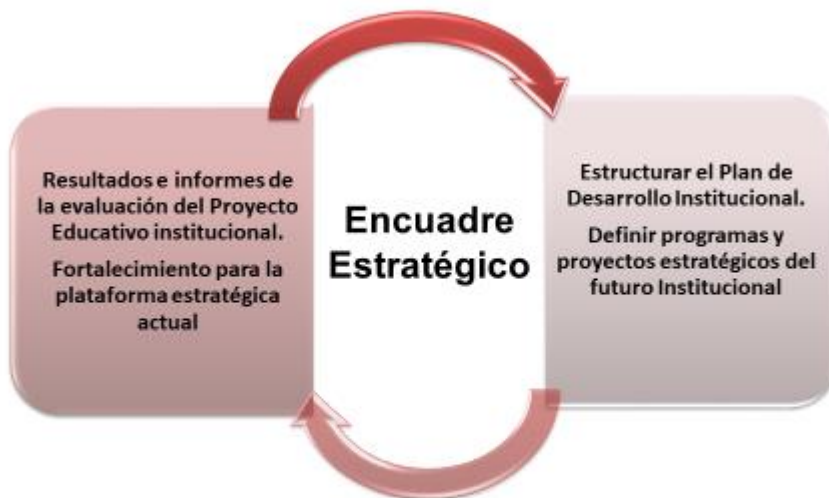 Resultados e informes de
la evaluación del Proyecto
Educativo institucional.
Fortalecimiento para la
plataforma estratégica
actual
Encuadre
Estratégico
Estructurar el Plan de
Desarrollo Institucional.
Definir programas y
proyectos estratégicos del
futuro Institucional